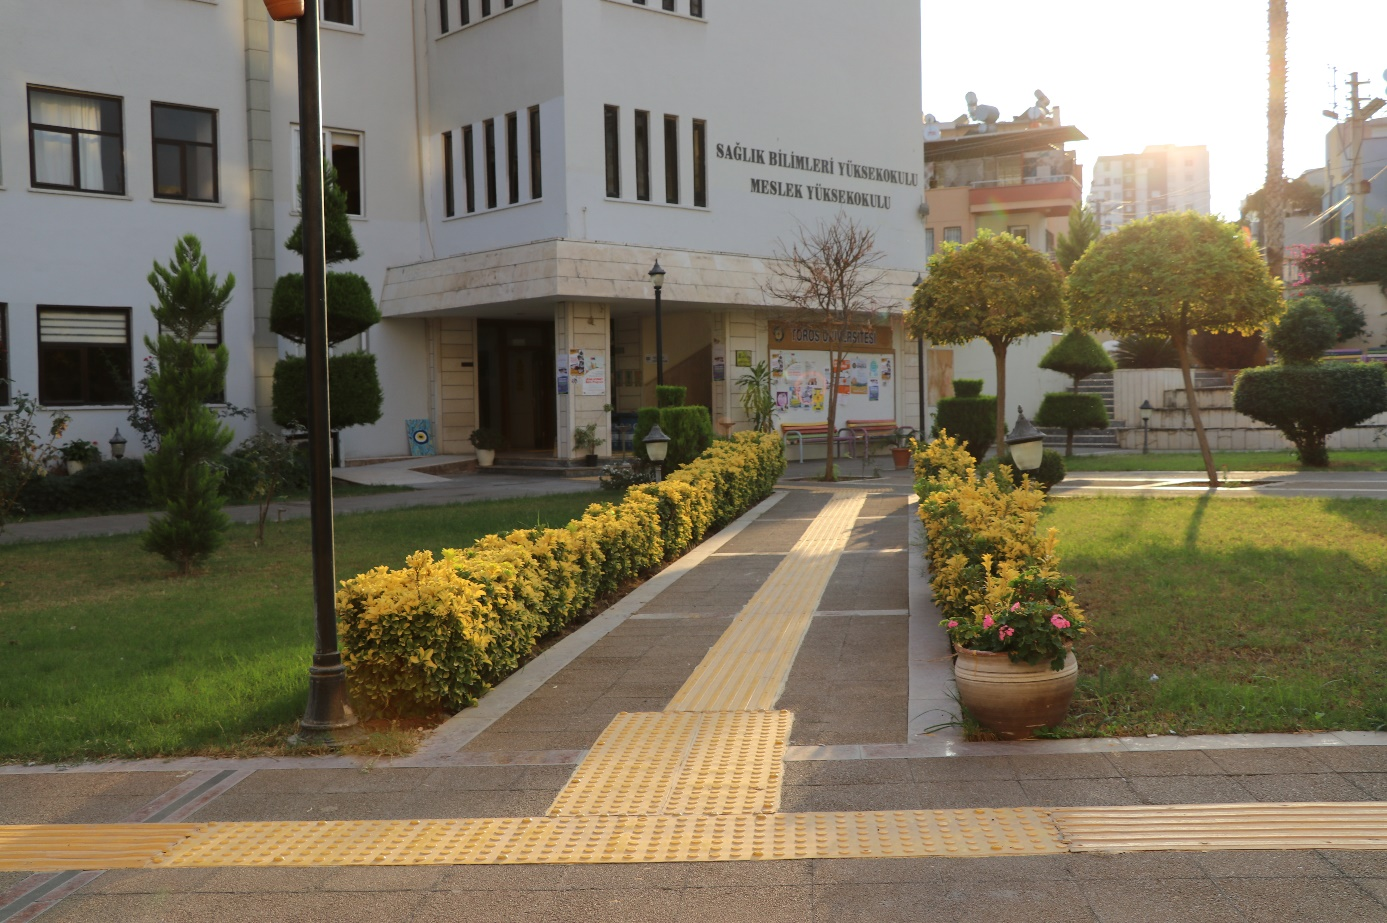 SAĞLIK BİLİMLERİ YÜKSEKOKULU
MESLEK YÜKSEKOKULU
TOROS ÜNİVERSİTESİ